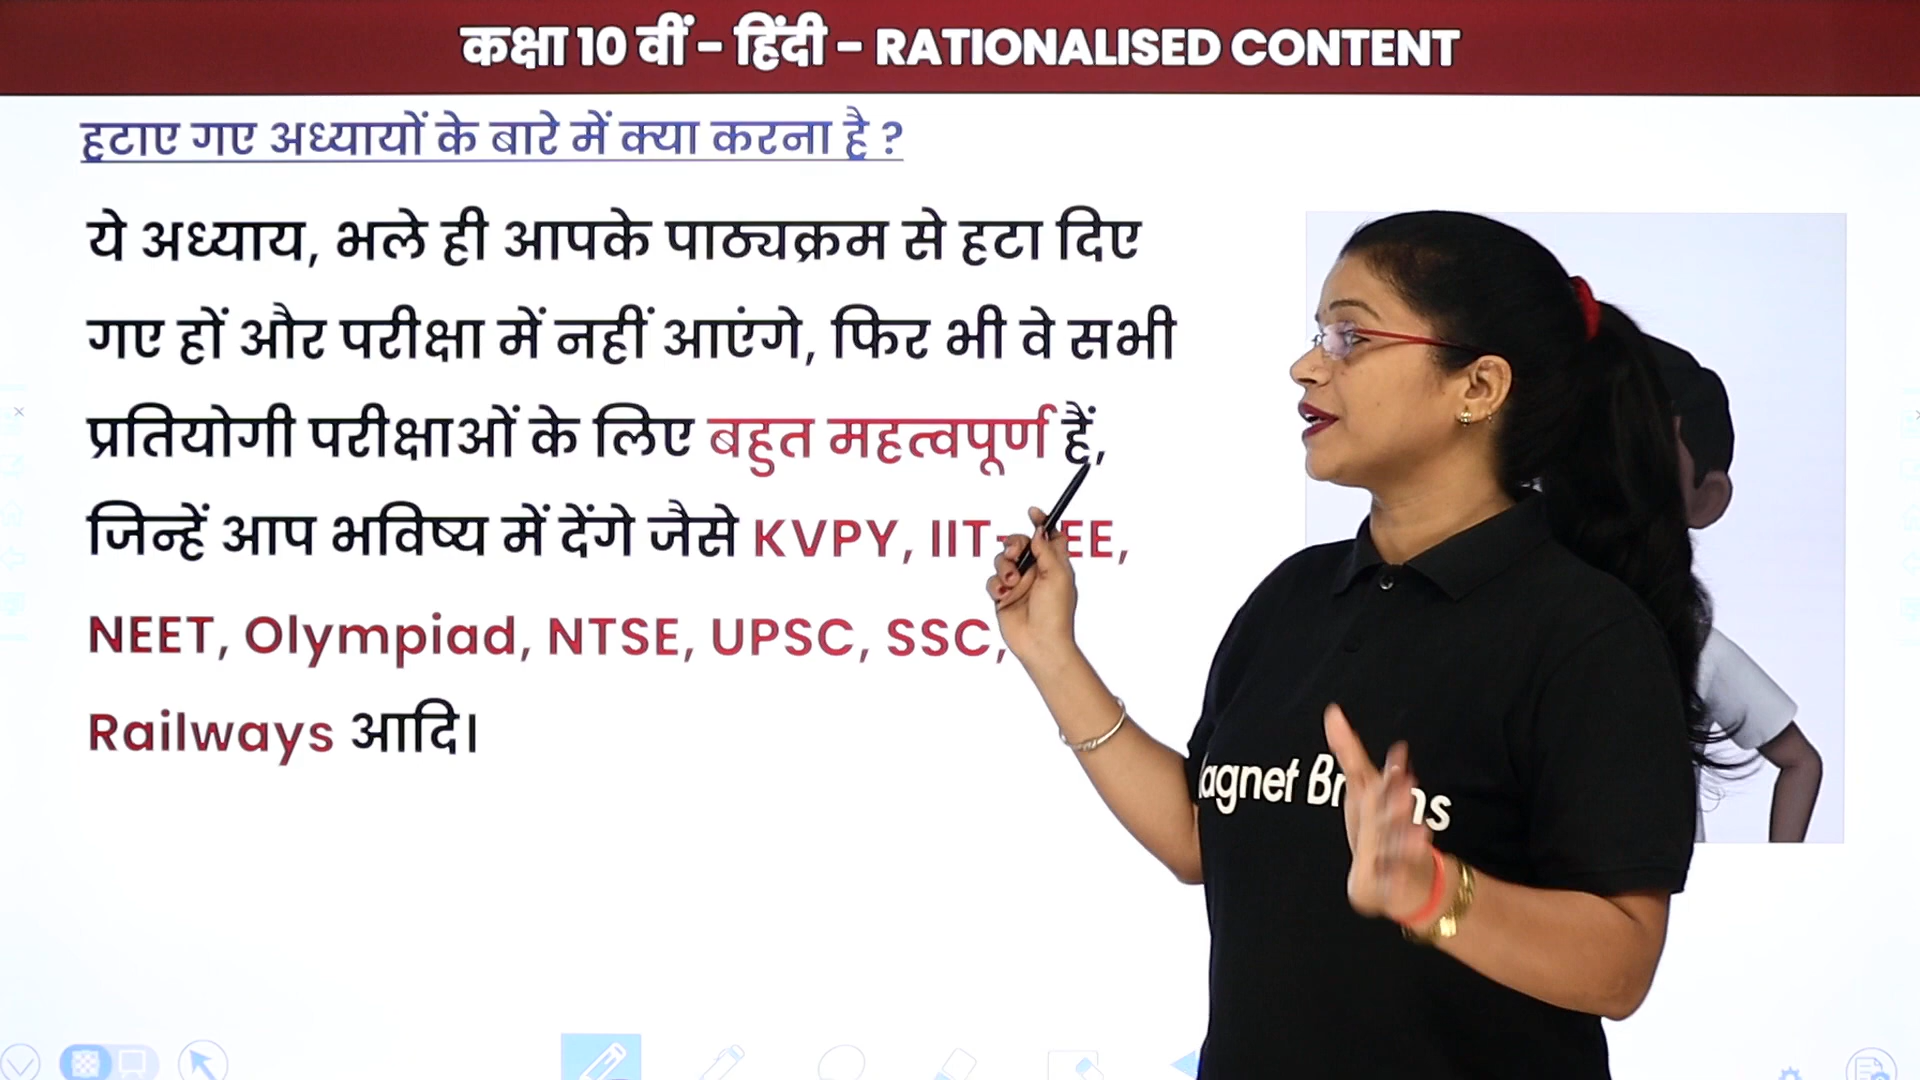 कक्षा 10 वीं - हिंदी - RATIONALISED CONTENT
हटाए गए अध्यायों के बारे में क्या करना है ?
ये अध्याय, भले ही आपके पाठ्यक्रम से हटा दिए
गए हों और परीक्षा में नहीं आएंगे, फिर भी वे सभी
प्रतियोगी परीक्षाओं के लिए बहुत महत्वपूर्ण हैं,
जिन्हें आप भविष्य में देंगे जैसे KVPY, IIT-
NEET, Olympiad, NTSE, UPSC, SSC,
Railways आदि।